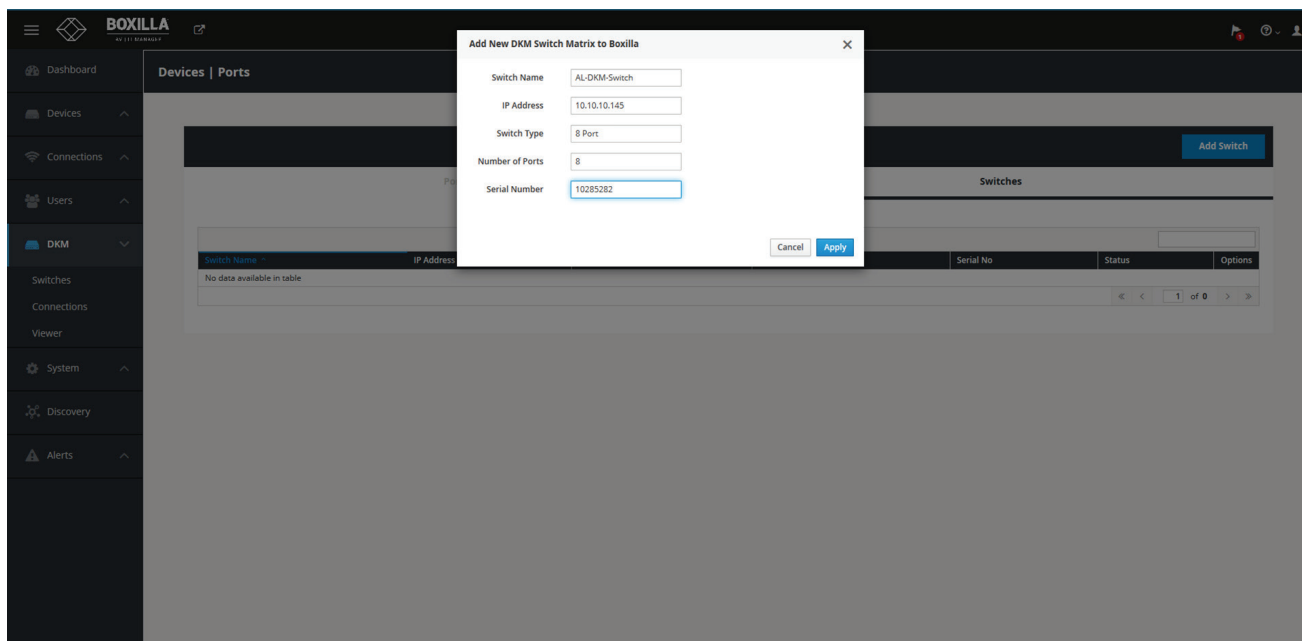 BOXILLA
Add New DKM Switch Matrix to Boxilla
Dashboard
Devices | Ports
Switch Name AL-DKM-Switch
IP Address 10.10.10.145
Devices
Switch Type 8 Port
Connections
Number of Ports 8
Add Switch
Serial Number 10285282
Switches
Users
DKM
Cancel Apply
Switch Name IP Address Serial No Status Options
Switches
No data available in table
1 of 0
Connections
Viewer
System
Discovery
Alerts